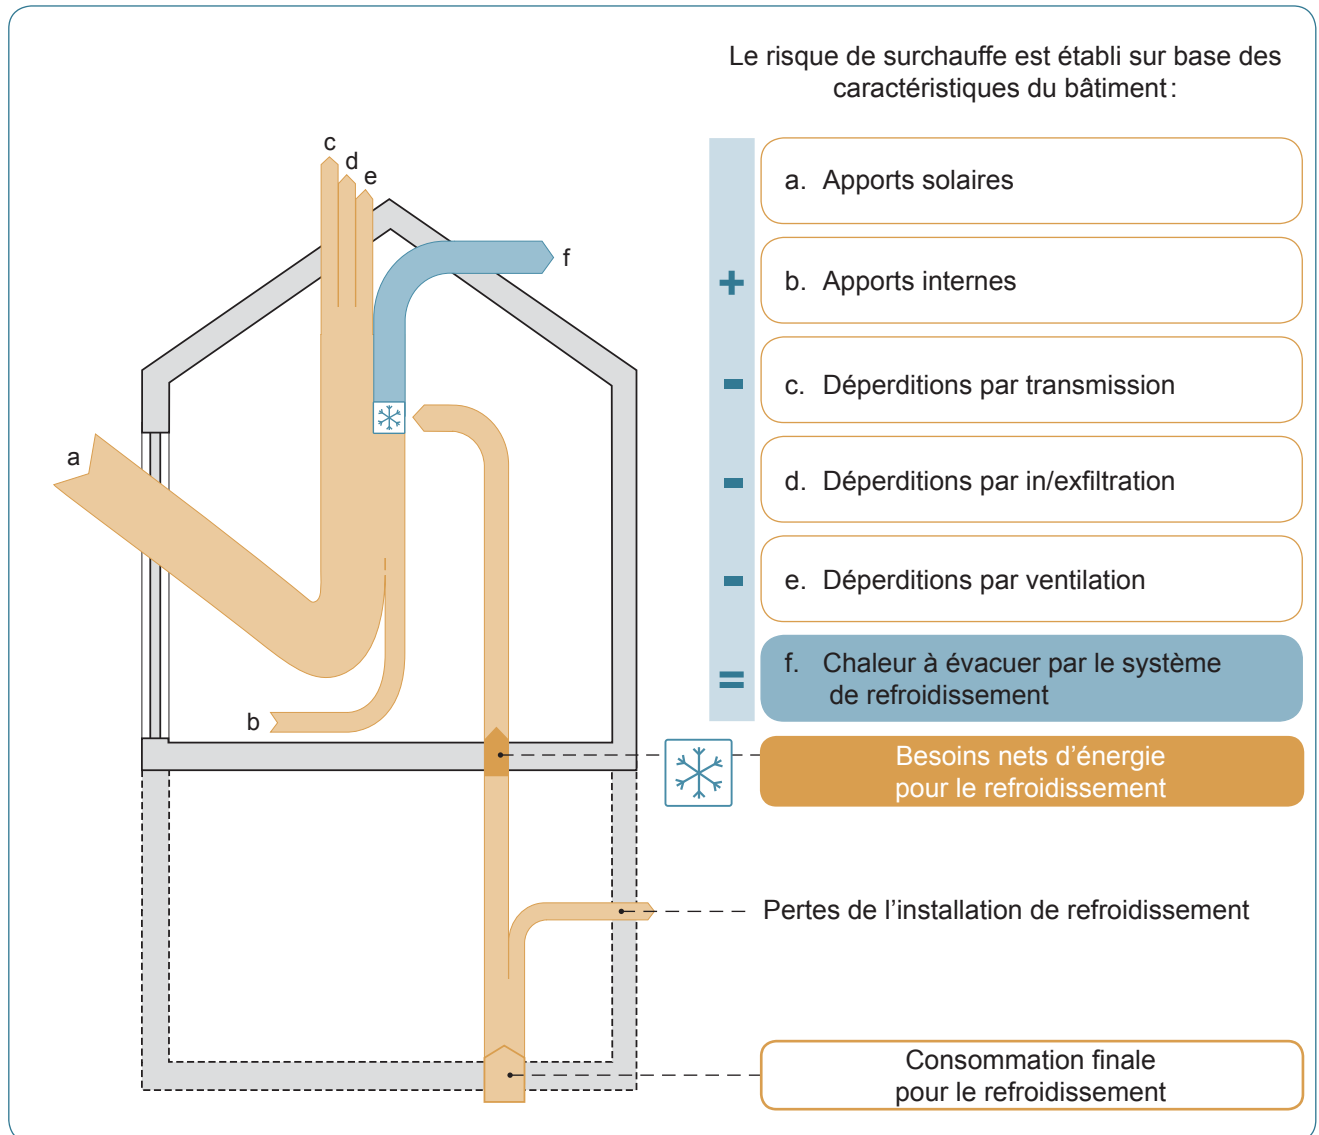 Le risque de surchauffe est établi sur base des
caractéristiques du bâtiment :
c
d
e
f
a
b
a. Apports solaires
+
b. Apports internes
-
c. Déperditions par transmission
-
d. Déperditions par in/exfiltration
-
e. Déperditions par ventilation
=
f. Chaleur à évacuer par le système
de refroidissement
Besoins nets d’énergie
pour le refroidissement
Pertes de l’installation de refroidissement
Consommation finale
pour le refroidissement